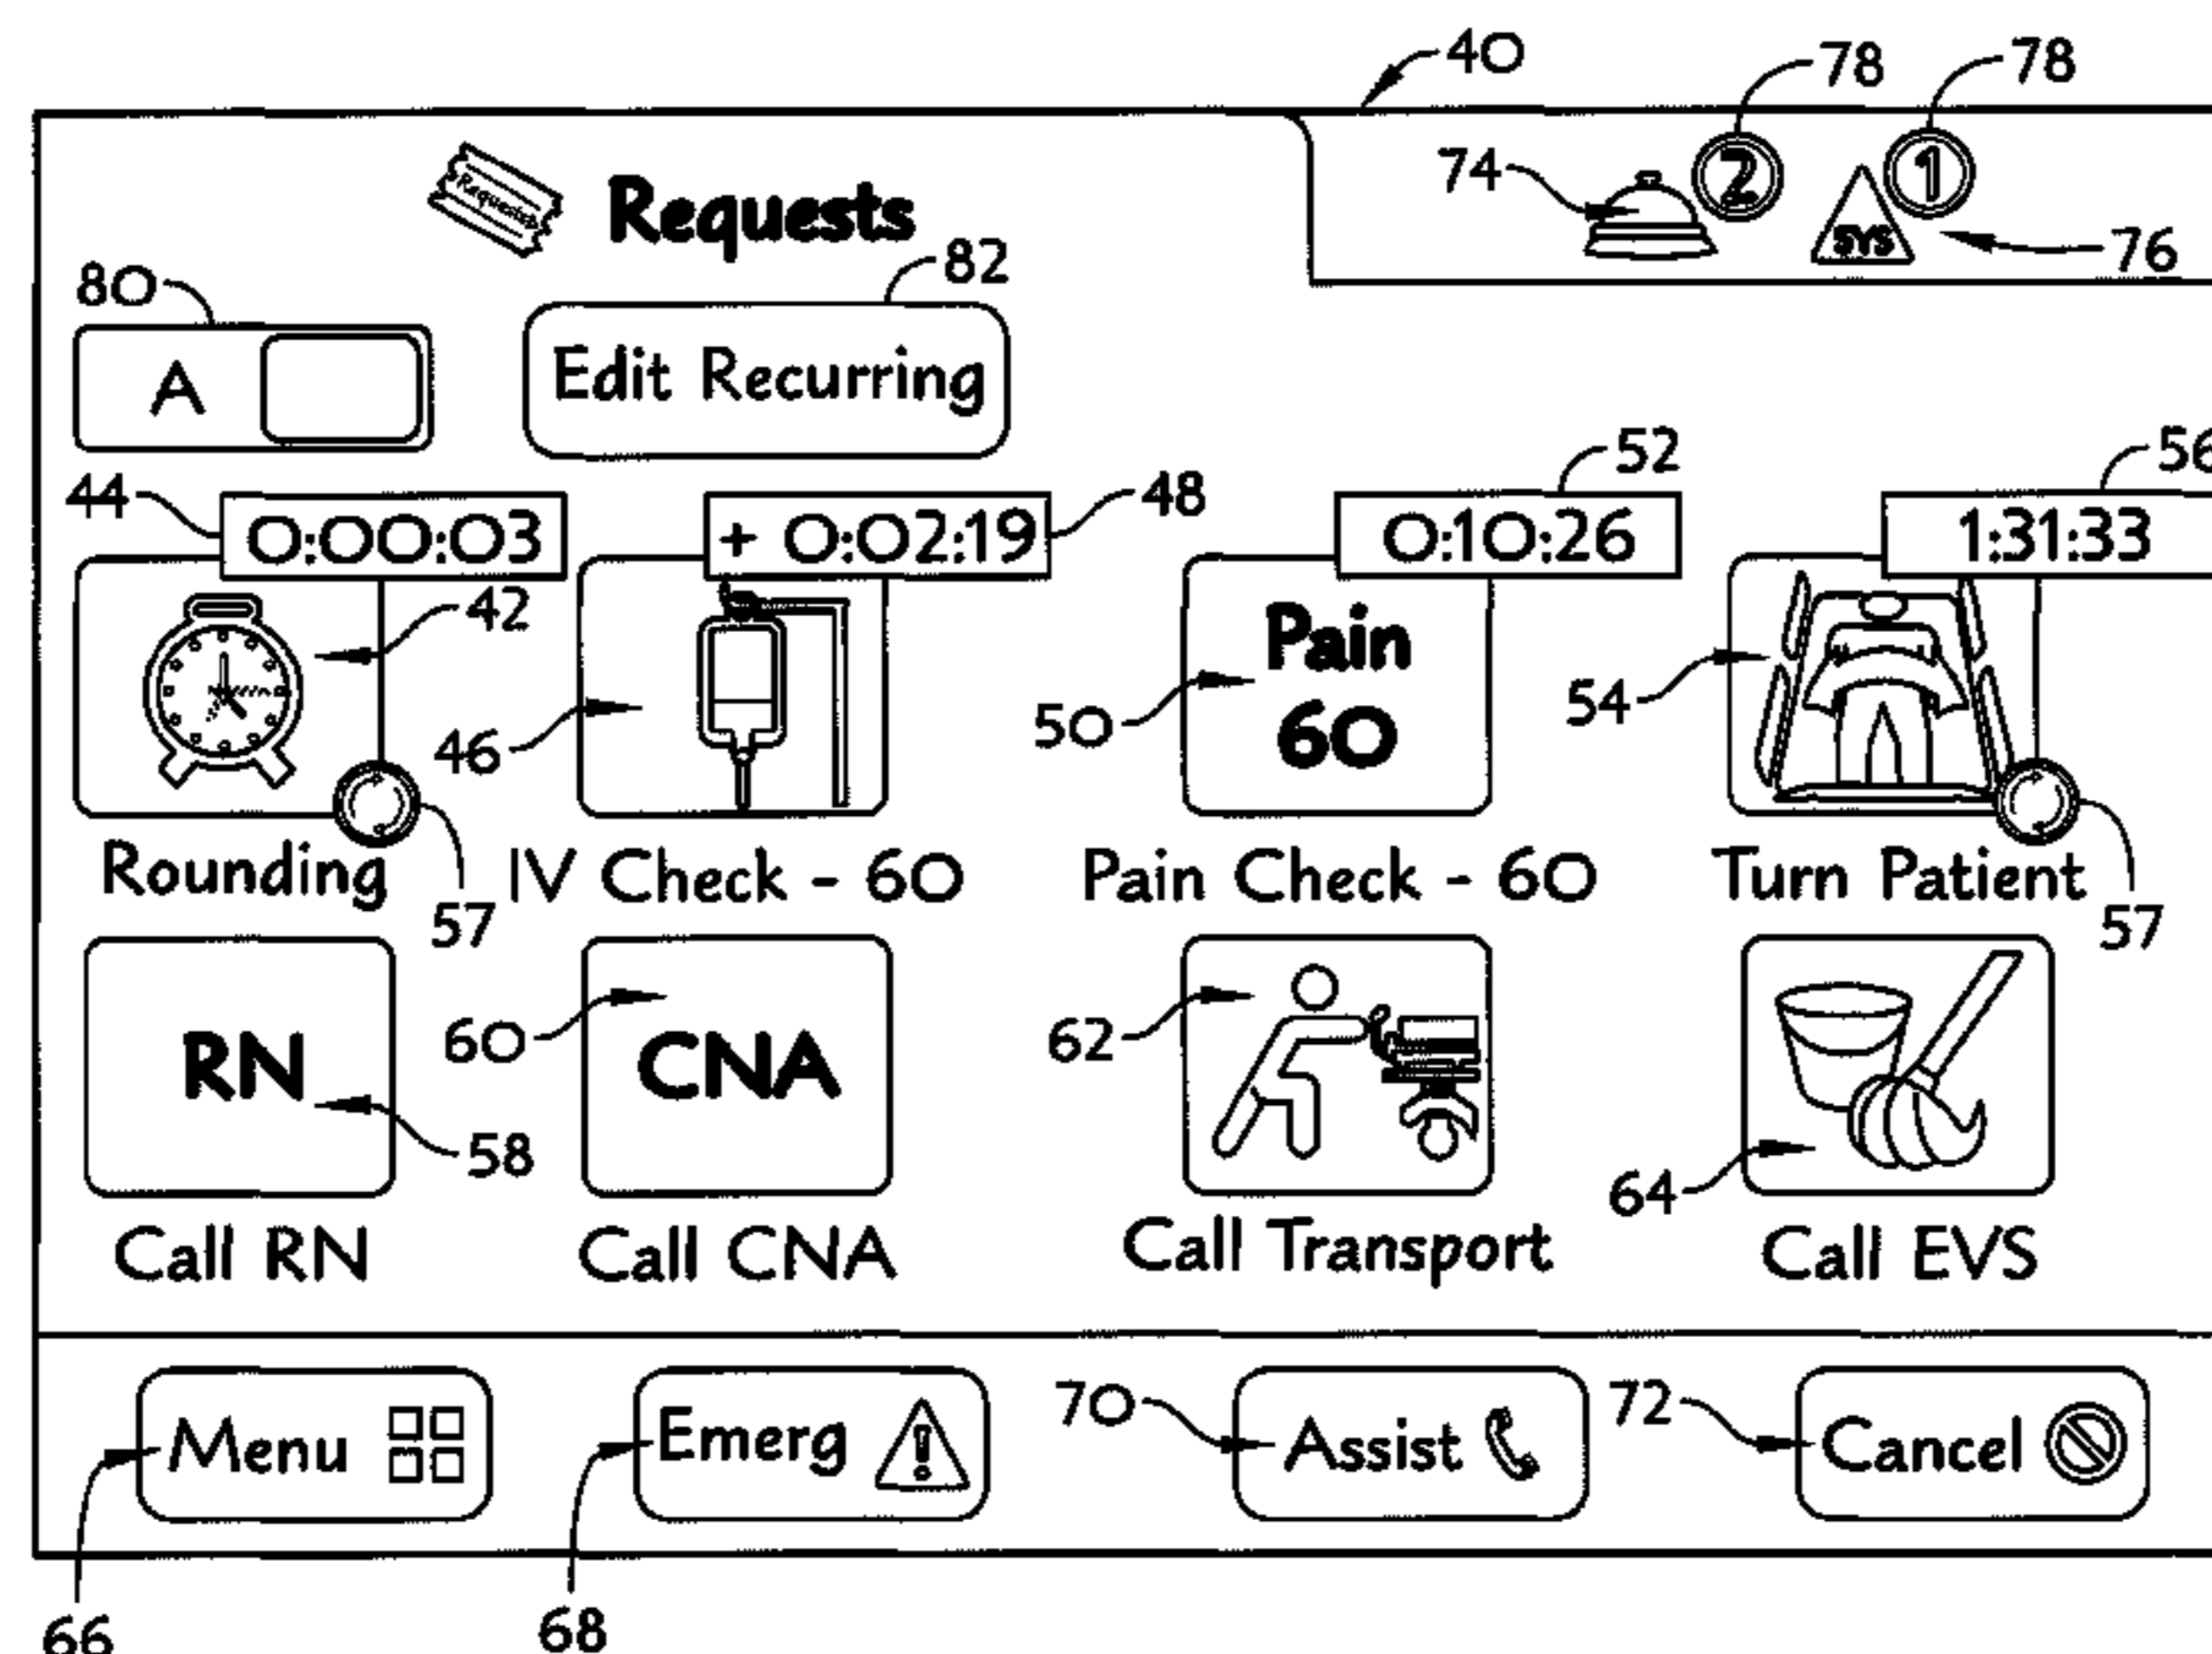 40
78
78
Requests
Requests
74
2
1
SYS
76
80
82
A
Edit Recurring
44
0:00:03
+ 0:02:19
48
52
0:10:26
56
1:31:33
42
46
50
Pain
60
54
Rounding
57
IV Check - 60
Pain Check - 60
Turn Patient
57
RN
58
60
CNA
62
64
Call RN
Call CNA
Call Transport
Call EVS
Menu
Emerg
70
Assist
72
Cancel
66
68